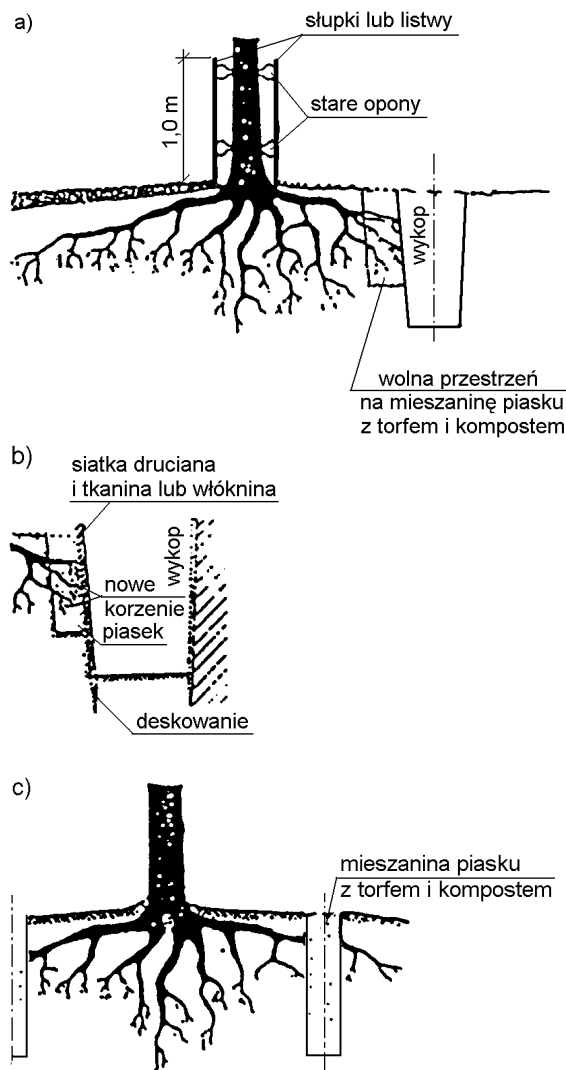 a)
słupki lub listwy
stare opony
1,0 m
wykop
wolna przestrzeń
na mieszaninę piasku
z torfem i kompostem
b)
siatka druciana
i tkanina lub włóknina
wykop
nowe
korzenie
piasek
deskowanie
c)
mieszanina piasku
z torfem i kompostem